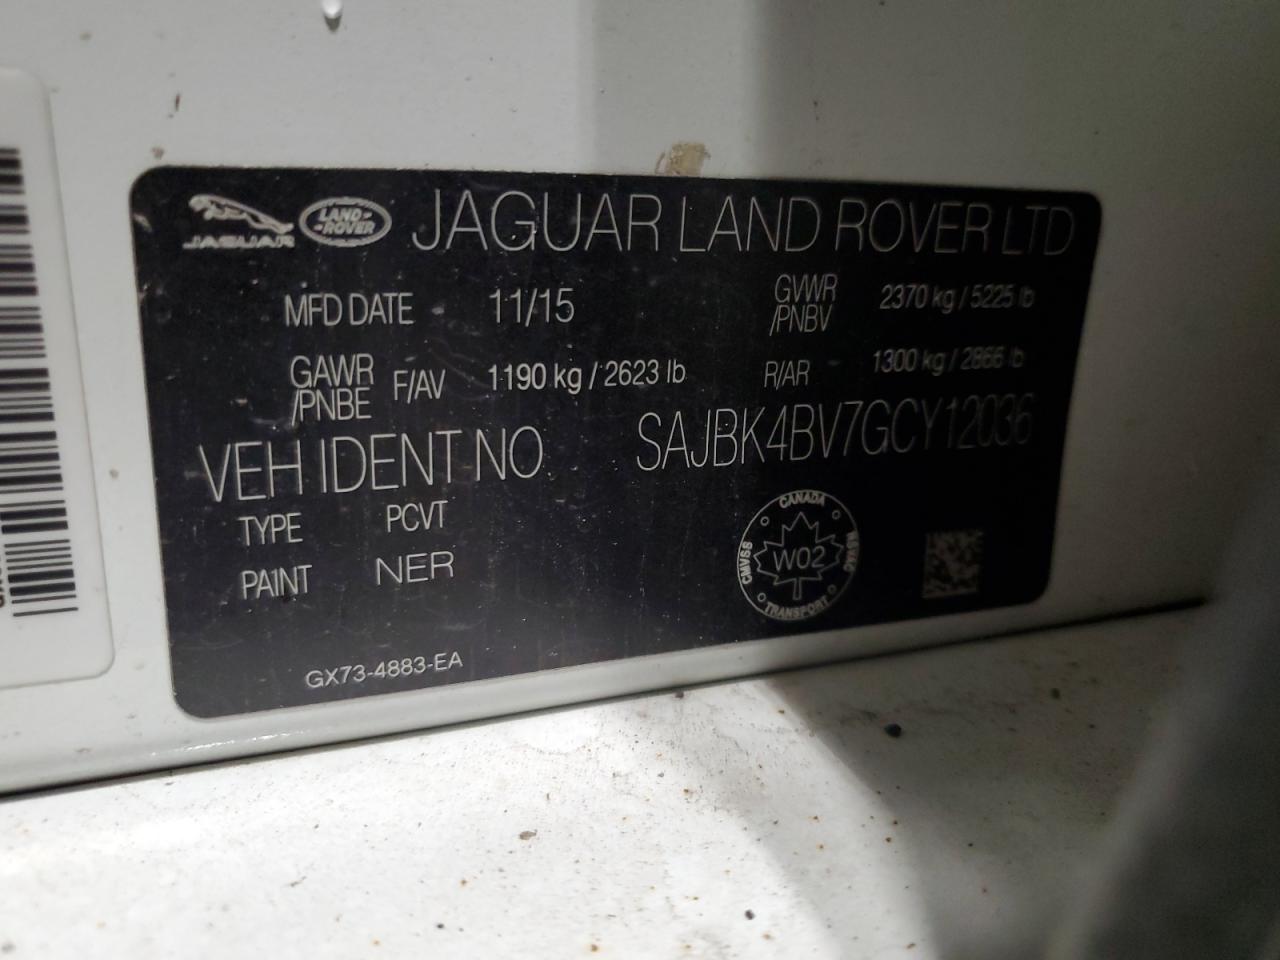 JAGUAR LAND-ROVER JAGUAR LAND ROVER LTD
MFD DATE 11/15 GVWR /PNBV 2370 kg / 5225 lb
GAWR /PNBE F/AV 1190 kg / 2623 lb R/AR 1300 kg / 2866 lb
VEH IDENT NO SAJBK4BV7GCY12036
TYPE PCVT
PAINT NER
CANADA
CMVSS W02 NSVAC
TRANSPORT
GX73-4883-EA